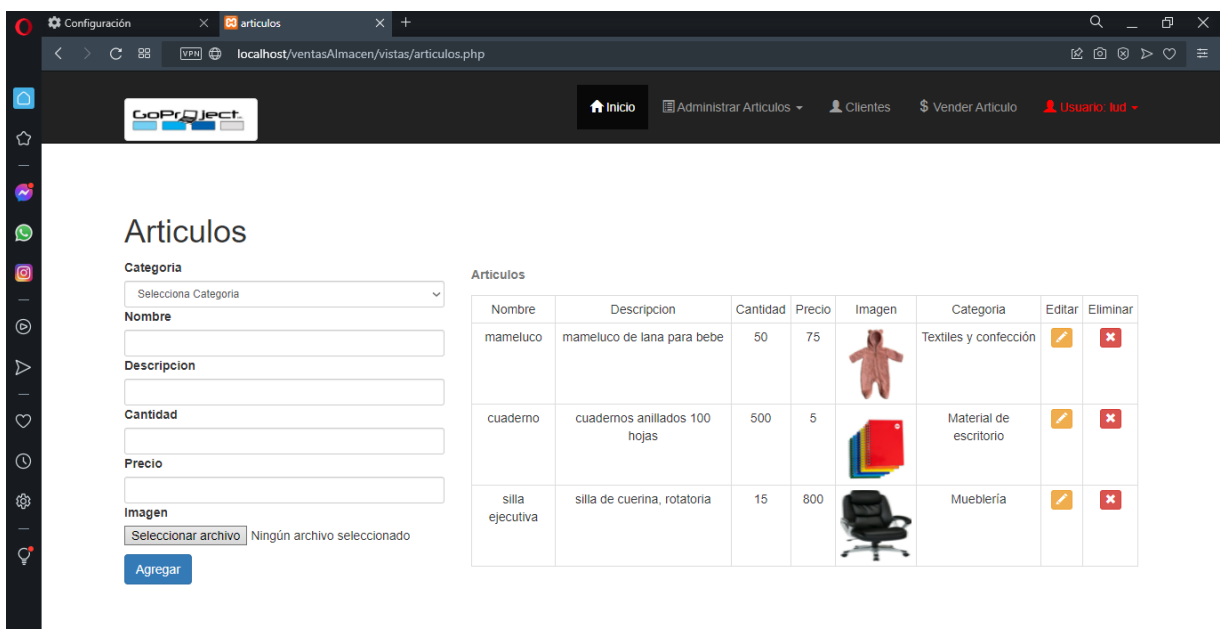 Configuración
articulos
VPN
localhost/ventasAlmacen/vistas/articulos.php
GoProject
Inicio
Administrar Articulos
Clientes
$ Vender Articulo
Usuario: lud
Articulos
Categoria
Selecciona Categoria
Nombre
Descripcion
Cantidad
Precio
Imagen
Seleccionar archivo Ningún archivo seleccionado
Agregar
Articulos
Nombre Descripcion Cantidad Precio Imagen Categoria Editar Eliminar
mameluco mameluco de lana para bebe 50 75 Textiles y confección
cuaderno cuadernos anillados 100 500 5 Material de
hojas escritorio
silla silla de cuerina, rotatoria 15 800 Mueblería
ejecutiva